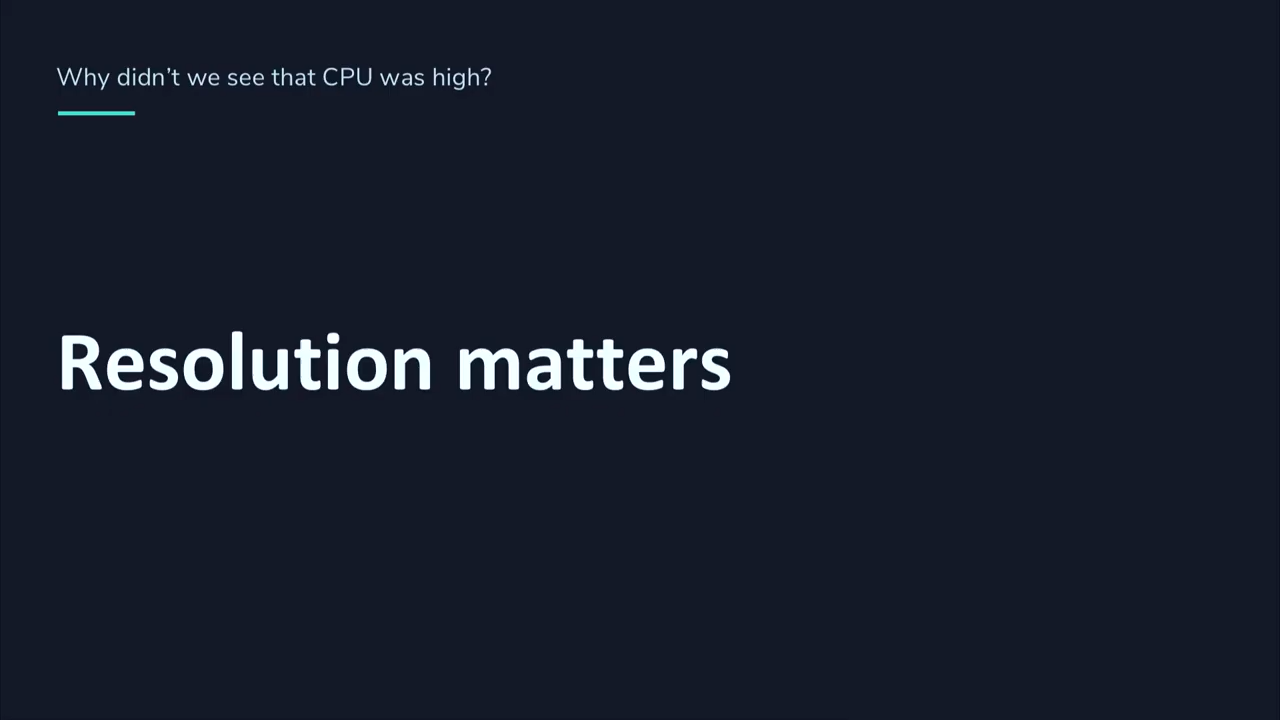 Why didn’t we see that CPU was high?
Resolution matters